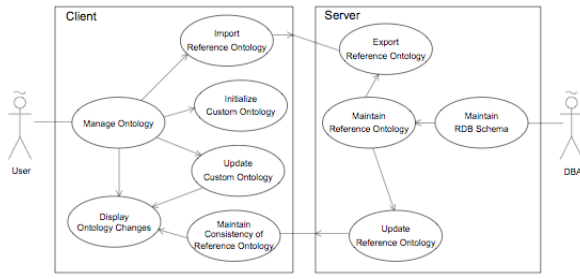 Client
Server
Import
Reference Ontology
Export
Reference Ontology
Initialize
Custom Ontology
Manage Ontology
Maintain
Reference Ontology
Maintain
RDB Schema
User
DBA
Update
Custom Ontology
Display
Ontology Changes
Maintain
Consistency of
Reference Ontology
Update
Reference Ontology